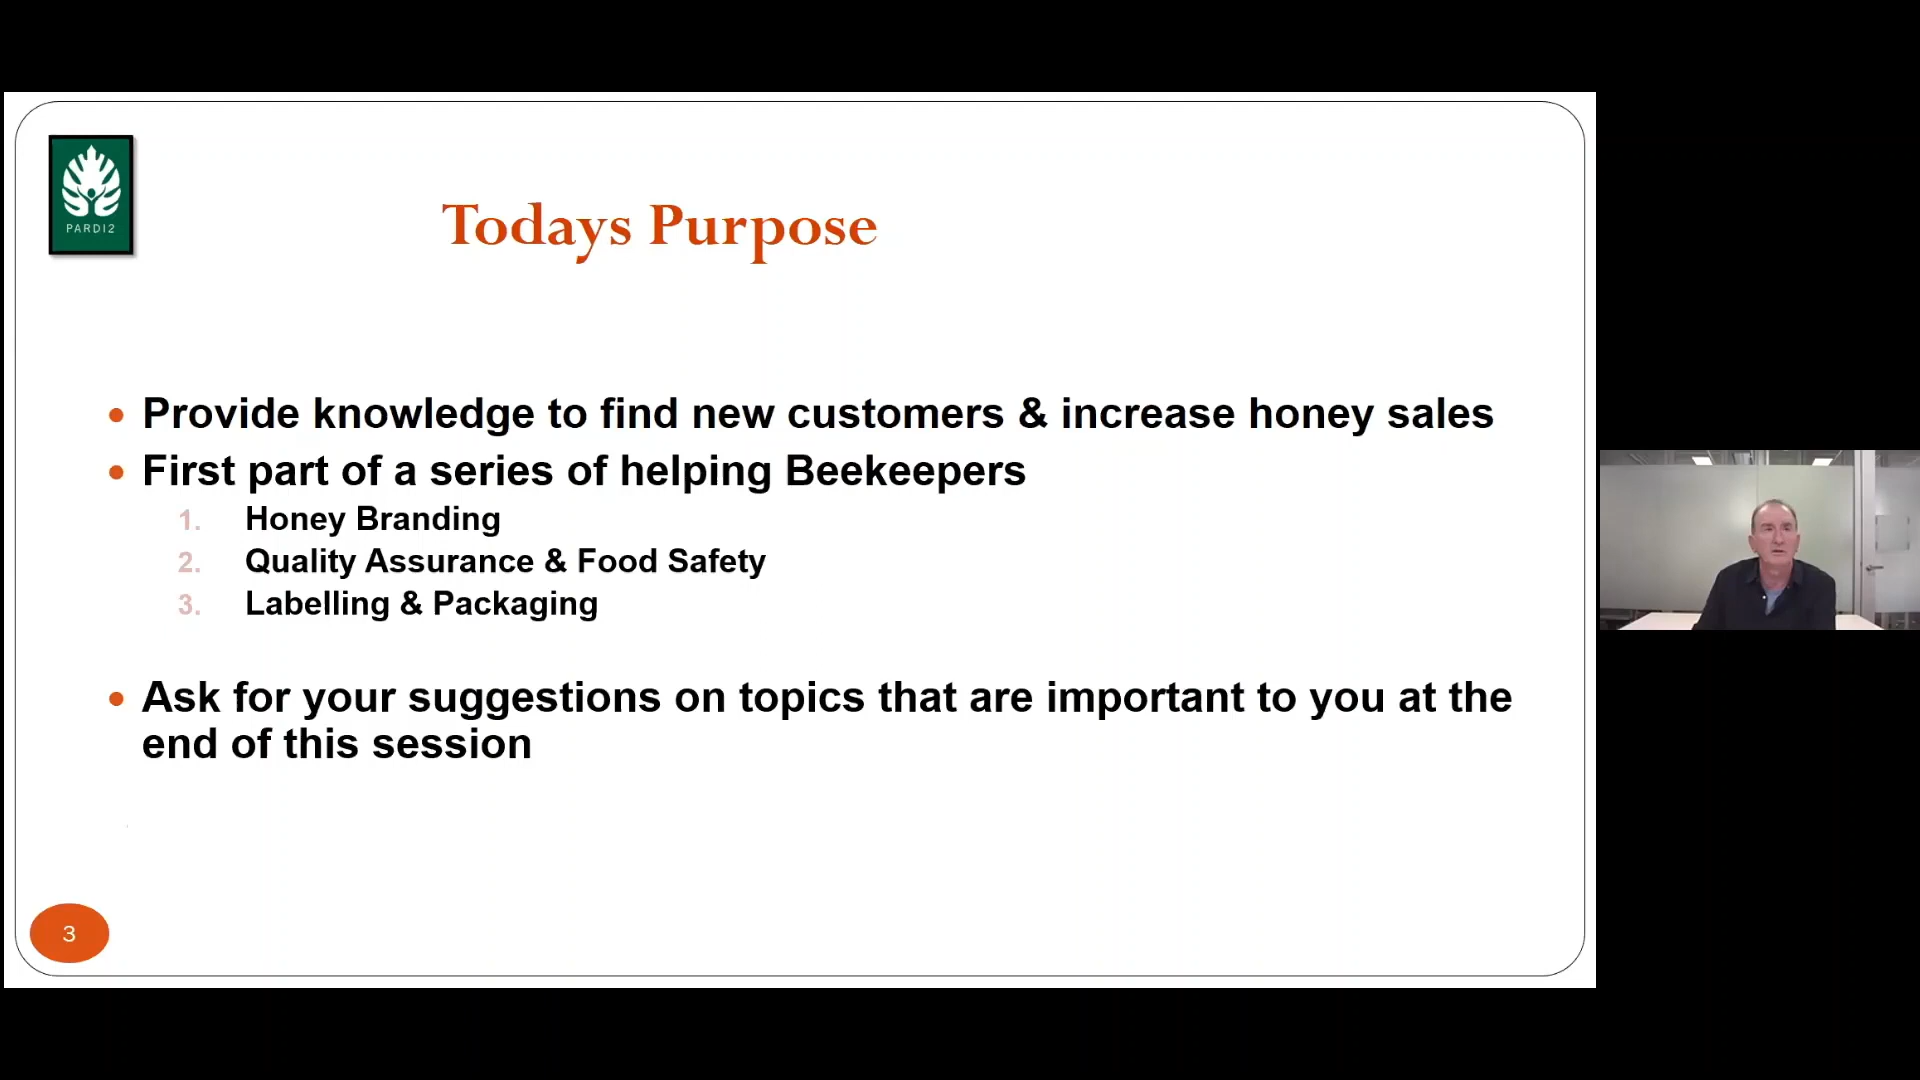 PARDI2
Todays Purpose
• Provide knowledge to find new customers & increase honey sales
• First part of a series of helping Beekeepers
1. Honey Branding
2. Quality Assurance & Food Safety
3. Labelling & Packaging
• Ask for your suggestions on topics that are important to you at the
end of this session
3